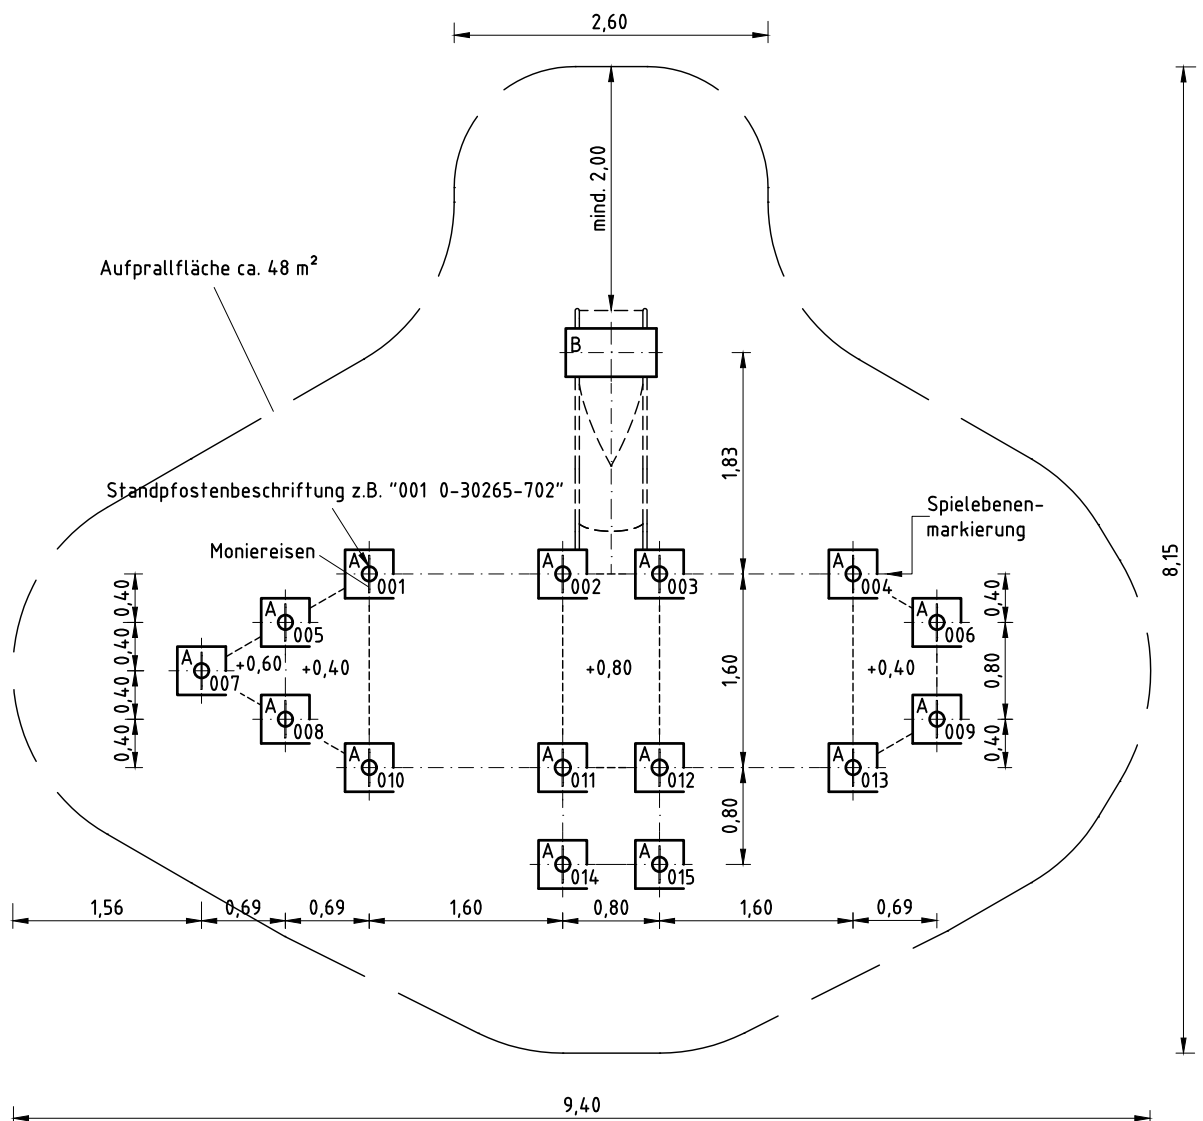 2,60
mind. 2,00
Aufprallfläche ca. 48 m²
B
1,83
Standpfostenbeschriftung z.B. "001 0-30265-702"
Spielebenen-
markierung
8,15
Moniereisen
A 001
A 002
A 003
A 004
0,40
0,40
0,40
0,40
A 005
A 006
0,40
0,80
0,40
+0,60
+0,40
+0,80
1,60
+0,40
A 007
A 008
A 009
A 010
A 011
A 012
A 013
0,80
A 014
A 015
1,56
0,69
0,69
1,60
0,80
1,60
0,69
9,40